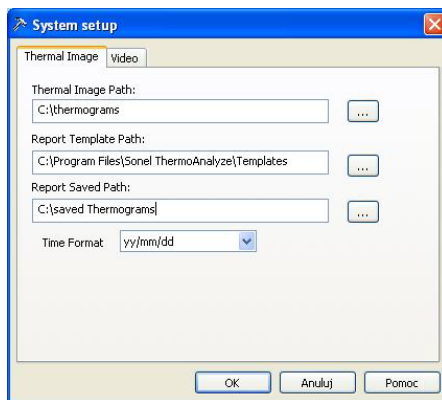 System setup
Thermal Image Video
Thermal Image Path:
C:\thermograms
...
Report Template Path:
C:\Program Files\Sonel ThermoAnalyze\Templates
...
Report Saved Path:
C:\saved Thermograms
...
Time Format yy/mm/dd
OK Anuluj Pomoc